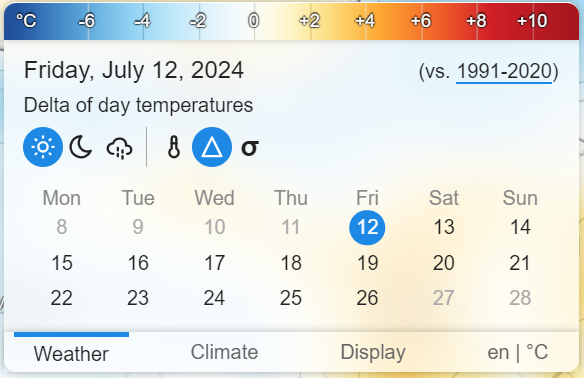 °C -6 -4 -2 0 +2 +4 +6 +8 +10
Friday, July 12, 2024 (vs. 1991-2020)
Delta of day temperatures
σ
Mon Tue Wed Thu Fri Sat Sun
8 9 10 11 12 13 14
15 16 17 18 19 20 21
22 23 24 25 26 27 28
Weather Climate Display en | °C